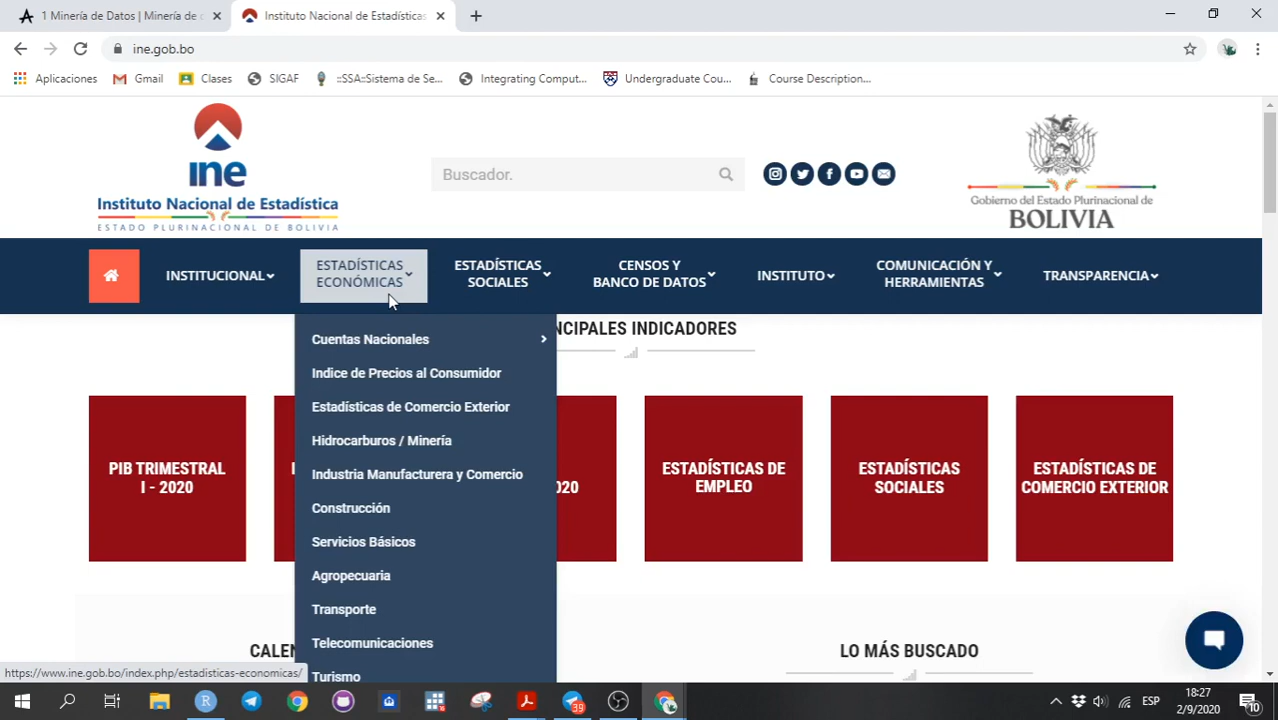 1 Minería de Datos | Minería de
Instituto Nacional de Estadísticas
ine.gob.bo
Aplicaciones
Gmail
Clases
SIGAF
::SSA::Sistema de Se...
Integrating Comput...
Undergraduate Cou...
Course Description...
ine
Instituto Nacional de Estadística
ESTADO PLURINACIONAL DE BOLIVIA
Buscador.
Gobierno del Estado Plurinacional de
BOLIVIA
INSTITUCIONAL
ESTADÍSTICAS
ECONÓMICAS
ESTADÍSTICAS
SOCIALES
CENSOS Y
BANCO DE DATOS
INSTITUTO
COMUNICACIÓN Y
HERRAMIENTAS
TRANSPARENCIA
NCIPALES INDICADORES
Cuentas Nacionales
Indice de Precios al Consumidor
Estadísticas de Comercio Exterior
Hidrocarburos / Minería
Industria Manufacturera y Comercio
Construcción
Servicios Básicos
Agropecuaria
Transporte
Telecomunicaciones
Turismo
PIB TRIMESTRAL
I - 2020
020
ESTADÍSTICAS DE
EMPLEO
ESTADÍSTICAS
SOCIALES
ESTADÍSTICAS DE
COMERCIO EXTERIOR
CALEN
LO MÁS BUSCADO
https://www.ine.gob.bo/index.php/estadisticas-economicas/
39
ESP
18:27
2/9/2020
10